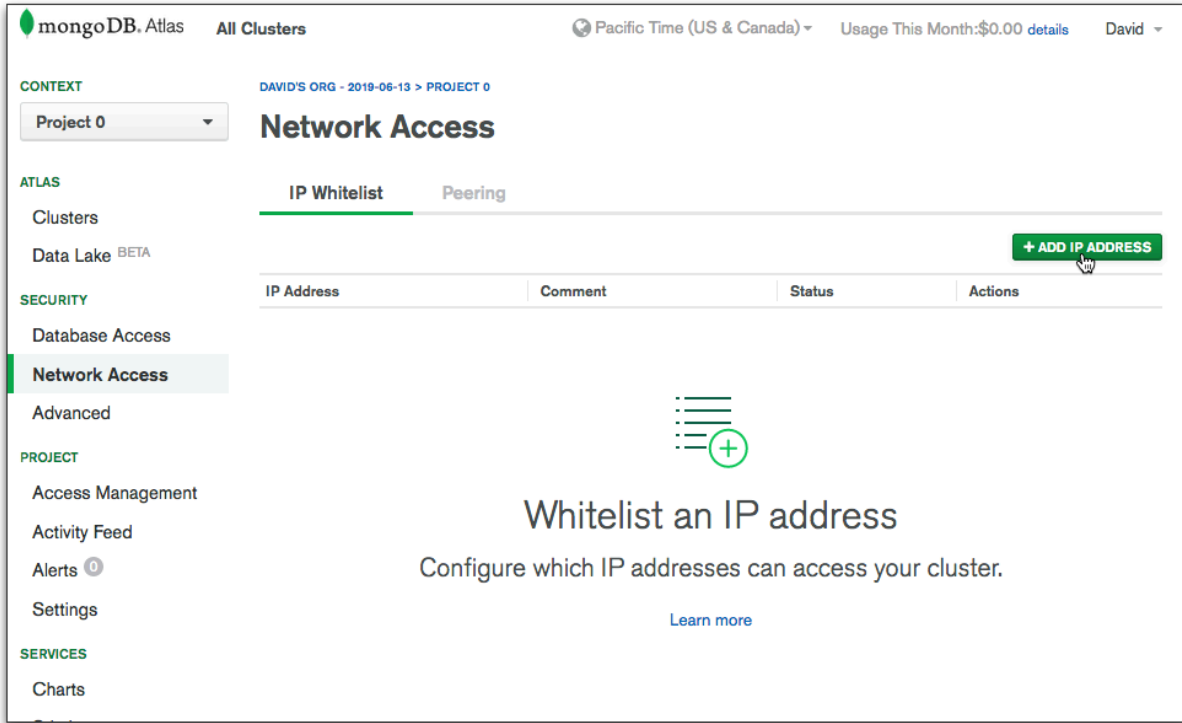 mongoDB. Atlas All Clusters Pacific Time (US & Canada) Usage This Month:$0.00 details David
CONTEXT
Project 0
DAVID'S ORG - 2019-06-13 > PROJECT 0
Network Access
ATLAS
Clusters
Data Lake BETA
SECURITY
Database Access
Network Access
Advanced
PROJECT
Access Management
Activity Feed
Alerts 0
Settings
SERVICES
Charts
IP Whitelist Peering
+ ADD IP ADDRESS
IP Address Comment Status Actions
Whitelist an IP address
Configure which IP addresses can access your cluster.
Learn more